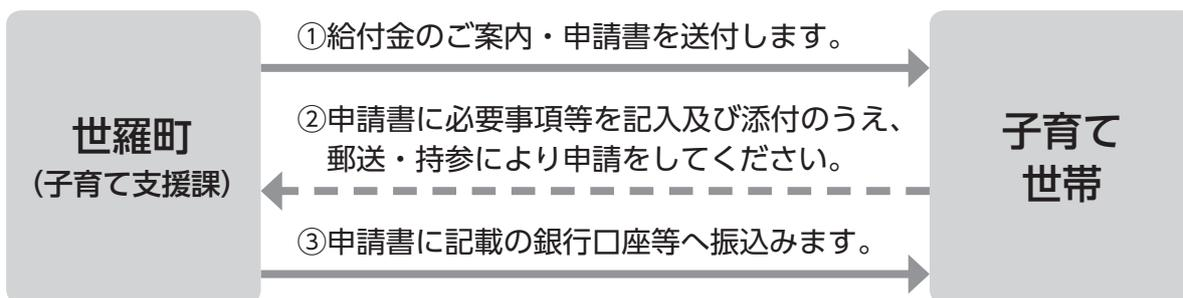 世羅町
（子育て支援課）
①給付金のご案内・申請書を送付します。
②申請書に必要事項等を記入及び添付のうえ、
郵送・持参により申請をしてください。
③申請書に記載の銀行口座等へ振込みます。
子育て
世帯